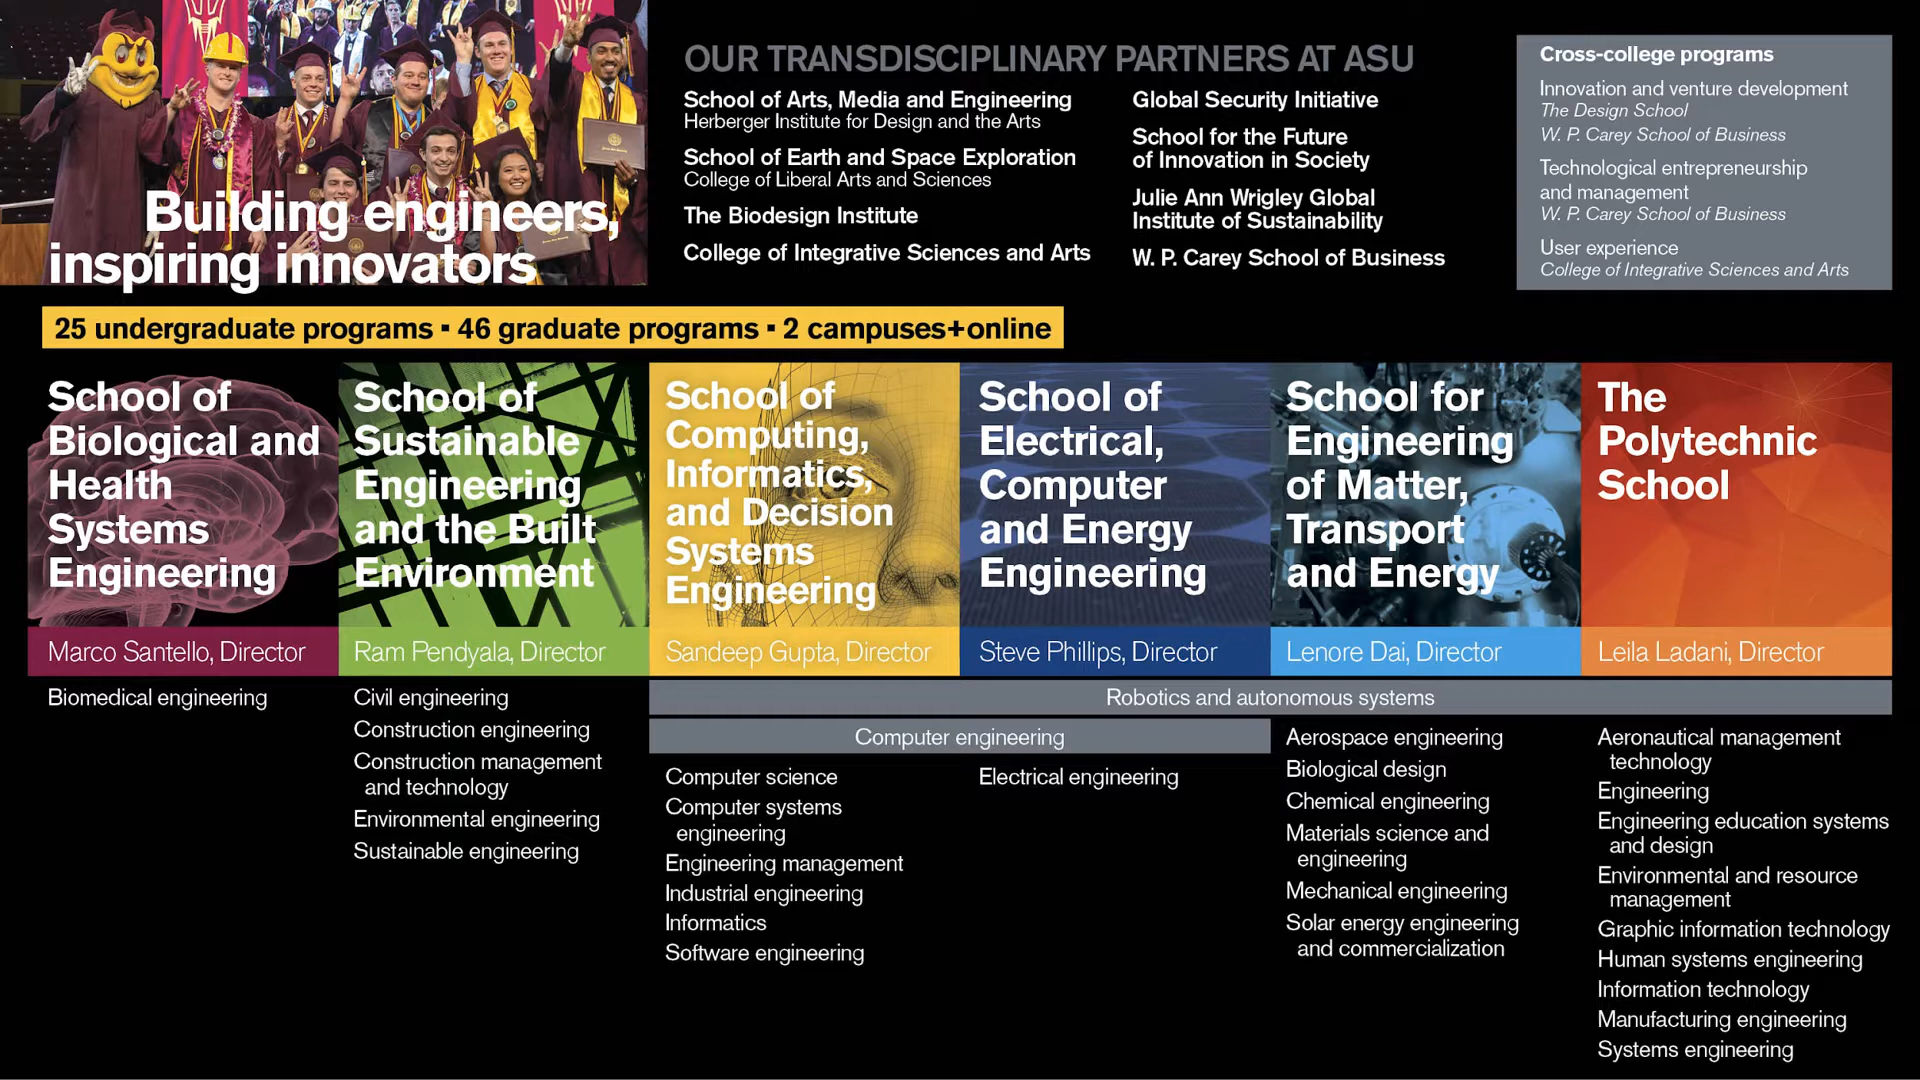 Building engineers,
inspiring innovators
OUR TRANSDISCIPLINARY PARTNERS AT ASU
School of Arts, Media and Engineering
Herberger Institute for Design and the Arts
School of Earth and Space Exploration
College of Liberal Arts and Sciences
The Biodesign Institute
College of Integrative Sciences and Arts
Global Security Initiative
School for the Future
of Innovation in Society
Julie Ann Wrigley Global
Institute of Sustainability
W. P. Carey School of Business
Cross-college programs
Innovation and venture development
The Design School
W. P. Carey School of Business
Technological entrepreneurship
and management
W. P. Carey School of Business
User experience
College of Integrative Sciences and Arts
25 undergraduate programs ▪ 46 graduate programs ▪ 2 campuses+online
School of
Biological and
Health
Systems
Engineering
Marco Santello, Director
Biomedical engineering
School of
Sustainable
Engineering
and the Built
Environment
Ram Pendyala, Director
Civil engineering
Construction engineering
Construction management
and technology
Environmental engineering
Sustainable engineering
School of
Computing,
Informatics,
and Decision
Systems
Engineering
Sandeep Gupta, Director
School of
Electrical,
Computer
and Energy
Engineering
Steve Phillips, Director
School for
Engineering
of Matter,
Transport
and Energy
Lenore Dai, Director
The
Polytechnic
School
Leila Ladani, Director
Robotics and autonomous systems
Computer engineering
Computer science
Computer systems
engineering
Engineering management
Industrial engineering
Informatics
Software engineering
Electrical engineering
Aerospace engineering
Biological design
Chemical engineering
Materials science and
engineering
Mechanical engineering
Solar energy engineering
and commercialization
Aeronautical management
technology
Engineering
Engineering education systems
and design
Environmental and resource
management
Graphic information technology
Human systems engineering
Information technology
Manufacturing engineering
Systems engineering